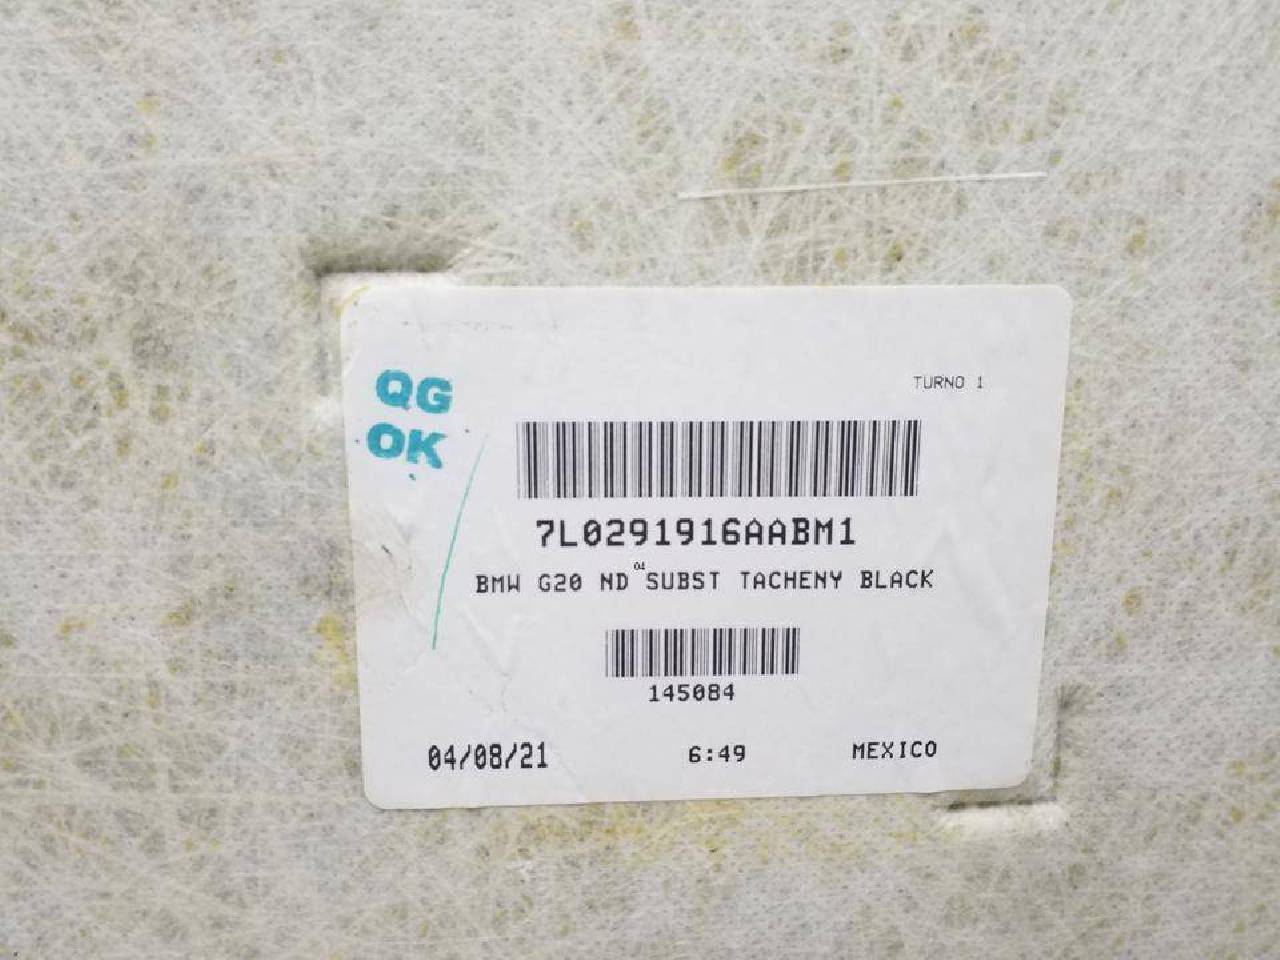 TURNO 1
QG
OK
7L0291916AABM1
04
BMW G20 ND SUBST TACHENY BLACK
145084
04/08/21 6:49 MEXICO